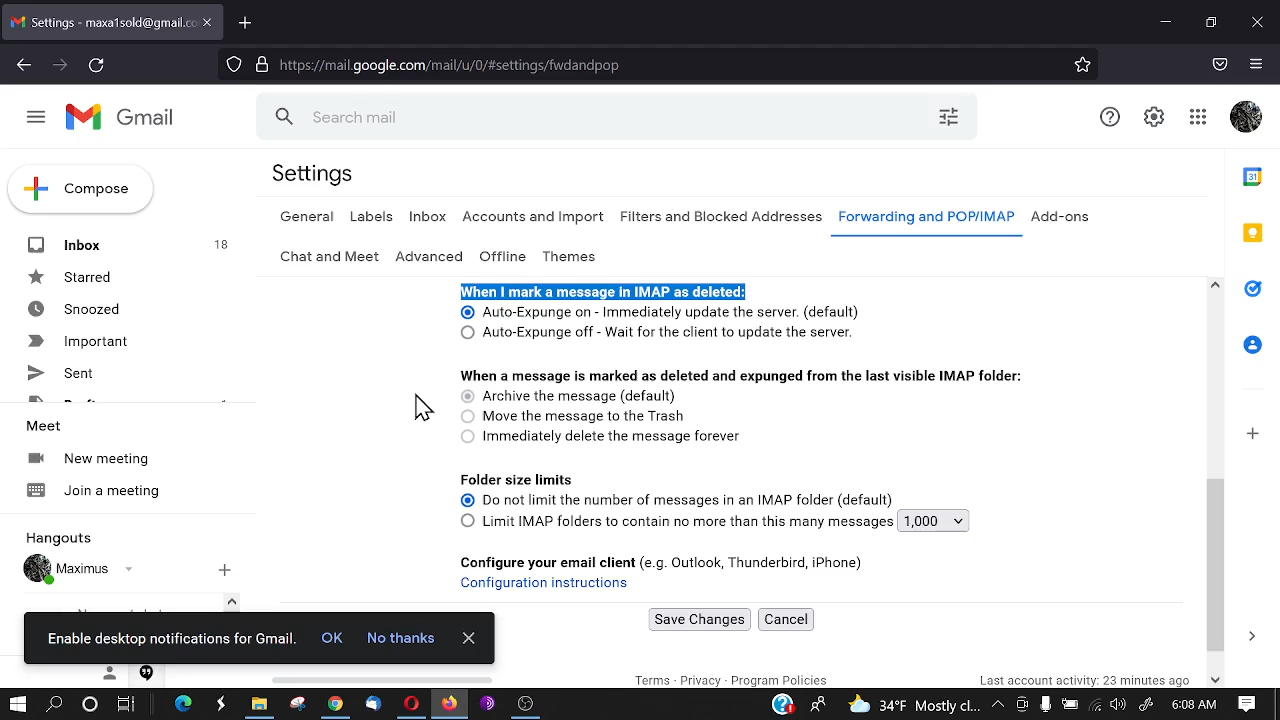 Settings - maxa1sold@gmail.co
https://mail.google.com/mail/u/0/#settings/fwdandpop
Gmail
Search mail
Compose
Settings
General Labels Inbox Accounts and Import Filters and Blocked Addresses Forwarding and POP/IMAP Add-ons
Chat and Meet Advanced Offline Themes
Inbox 18
Starred
Snoozed
Important
Sent
Meet
New meeting
Join a meeting
Hangouts
Maximus
When I mark a message in IMAP as deleted:
Auto-Expunge on - Immediately update the server. (default)
Auto-Expunge off - Wait for the client to update the server.
When a message is marked as deleted and expunged from the last visible IMAP folder:
Archive the message (default)
Move the message to the Trash
Immediately delete the message forever
Folder size limits
Do not limit the number of messages in an IMAP folder (default)
Limit IMAP folders to contain no more than this many messages 1,000
Configure your email client (e.g. Outlook, Thunderbird, iPhone)
Configuration instructions
Save Changes Cancel
Enable desktop notifications for Gmail. OK No thanks
Terms · Privacy · Program Policies
Last account activity: 23 minutes ago
31
34°F Mostly cl... 6:08 AM